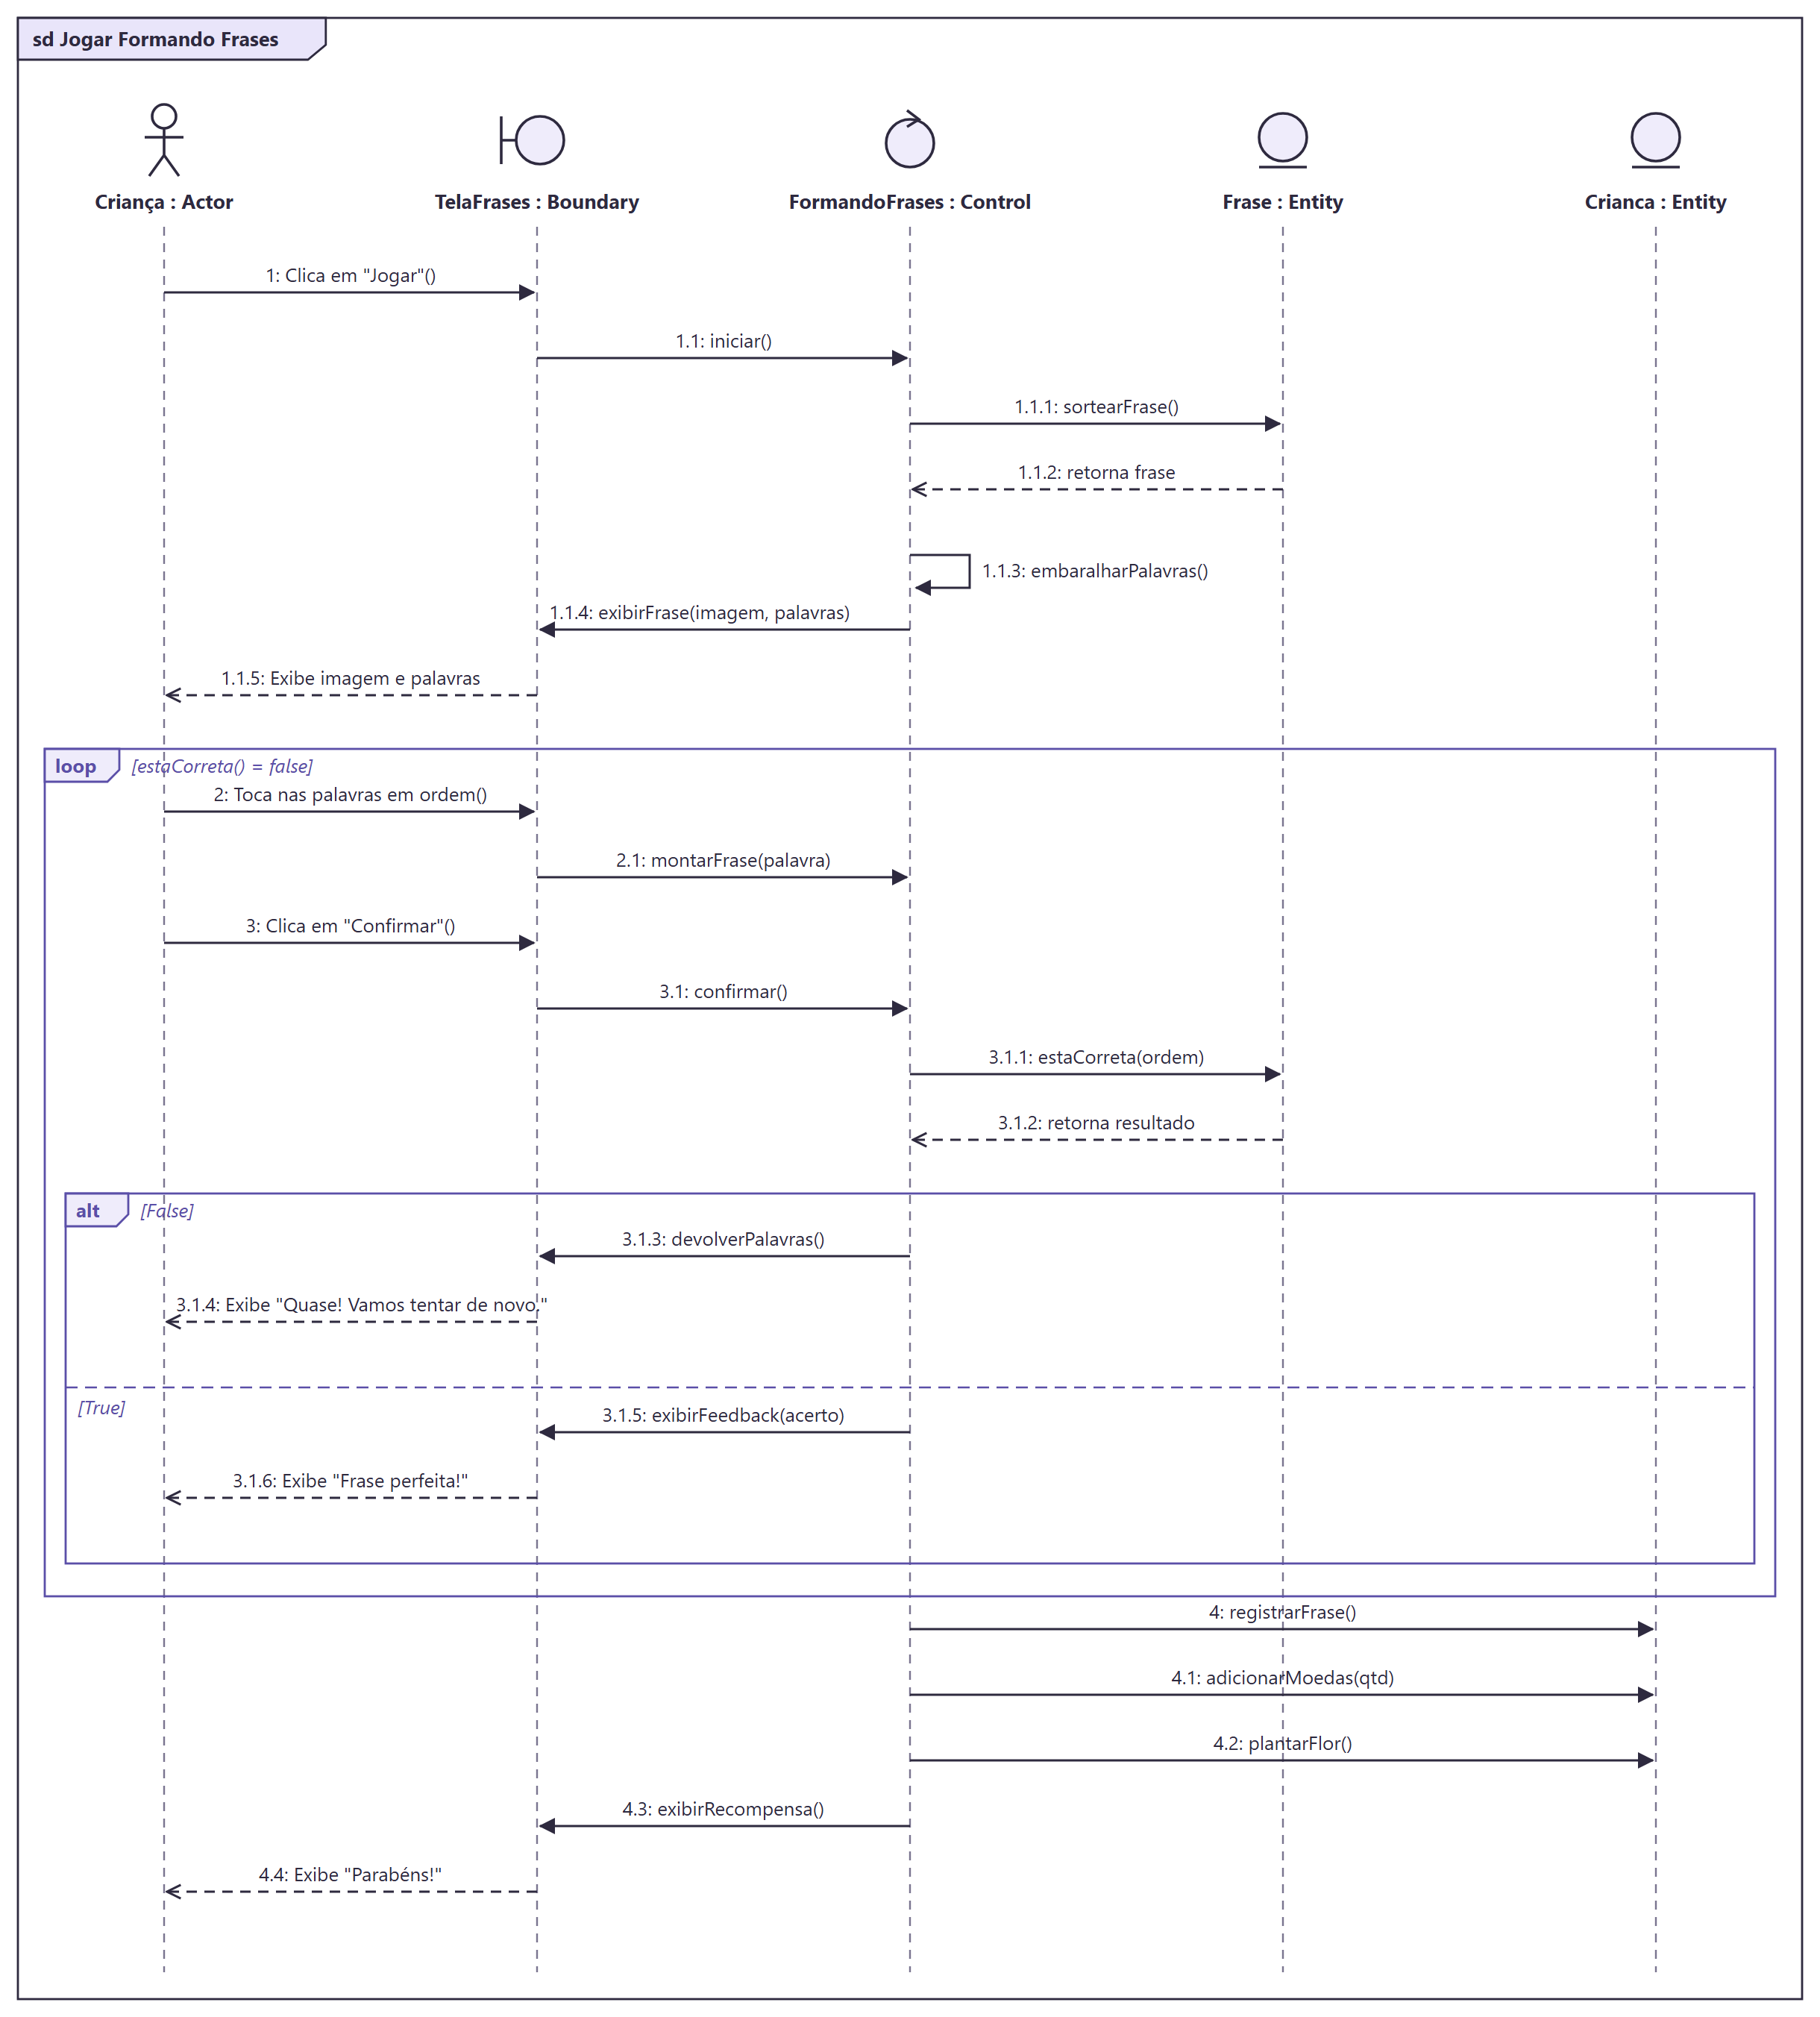 sd Jogar Formando Frases
Criança : Actor
TelaFrases : Boundary
FormandoFrases : Control
Frase : Entity
Crianca : Entity
1: Clica em "Jogar"()
1.1: iniciar()
1.1.1: sortearFrase()
1.1.2: retorna frase
1.1.3: embaralharPalavras()
1.1.4: exibirFrase(imagem, palavras)
1.1.5: Exibe imagem e palavras
loop [estaCorreta() = false]
2: Toca nas palavras em ordem()
2.1: montarFrase(palavra)
3: Clica em "Confirmar"()
3.1: confirmar()
3.1.1: estaCorreta(ordem)
3.1.2: retorna resultado
alt [False]
3.1.3: devolverPalavras()
3.1.4: Exibe "Quase! Vamos tentar de novo."
[True]
3.1.5: exibirFeedback(acerto)
3.1.6: Exibe "Frase perfeita!"
4: registrarFrase()
4.1: adicionarMoedas(qtd)
4.2: plantarFlor()
4.3: exibirRecompensa()
4.4: Exibe "Parabéns!"